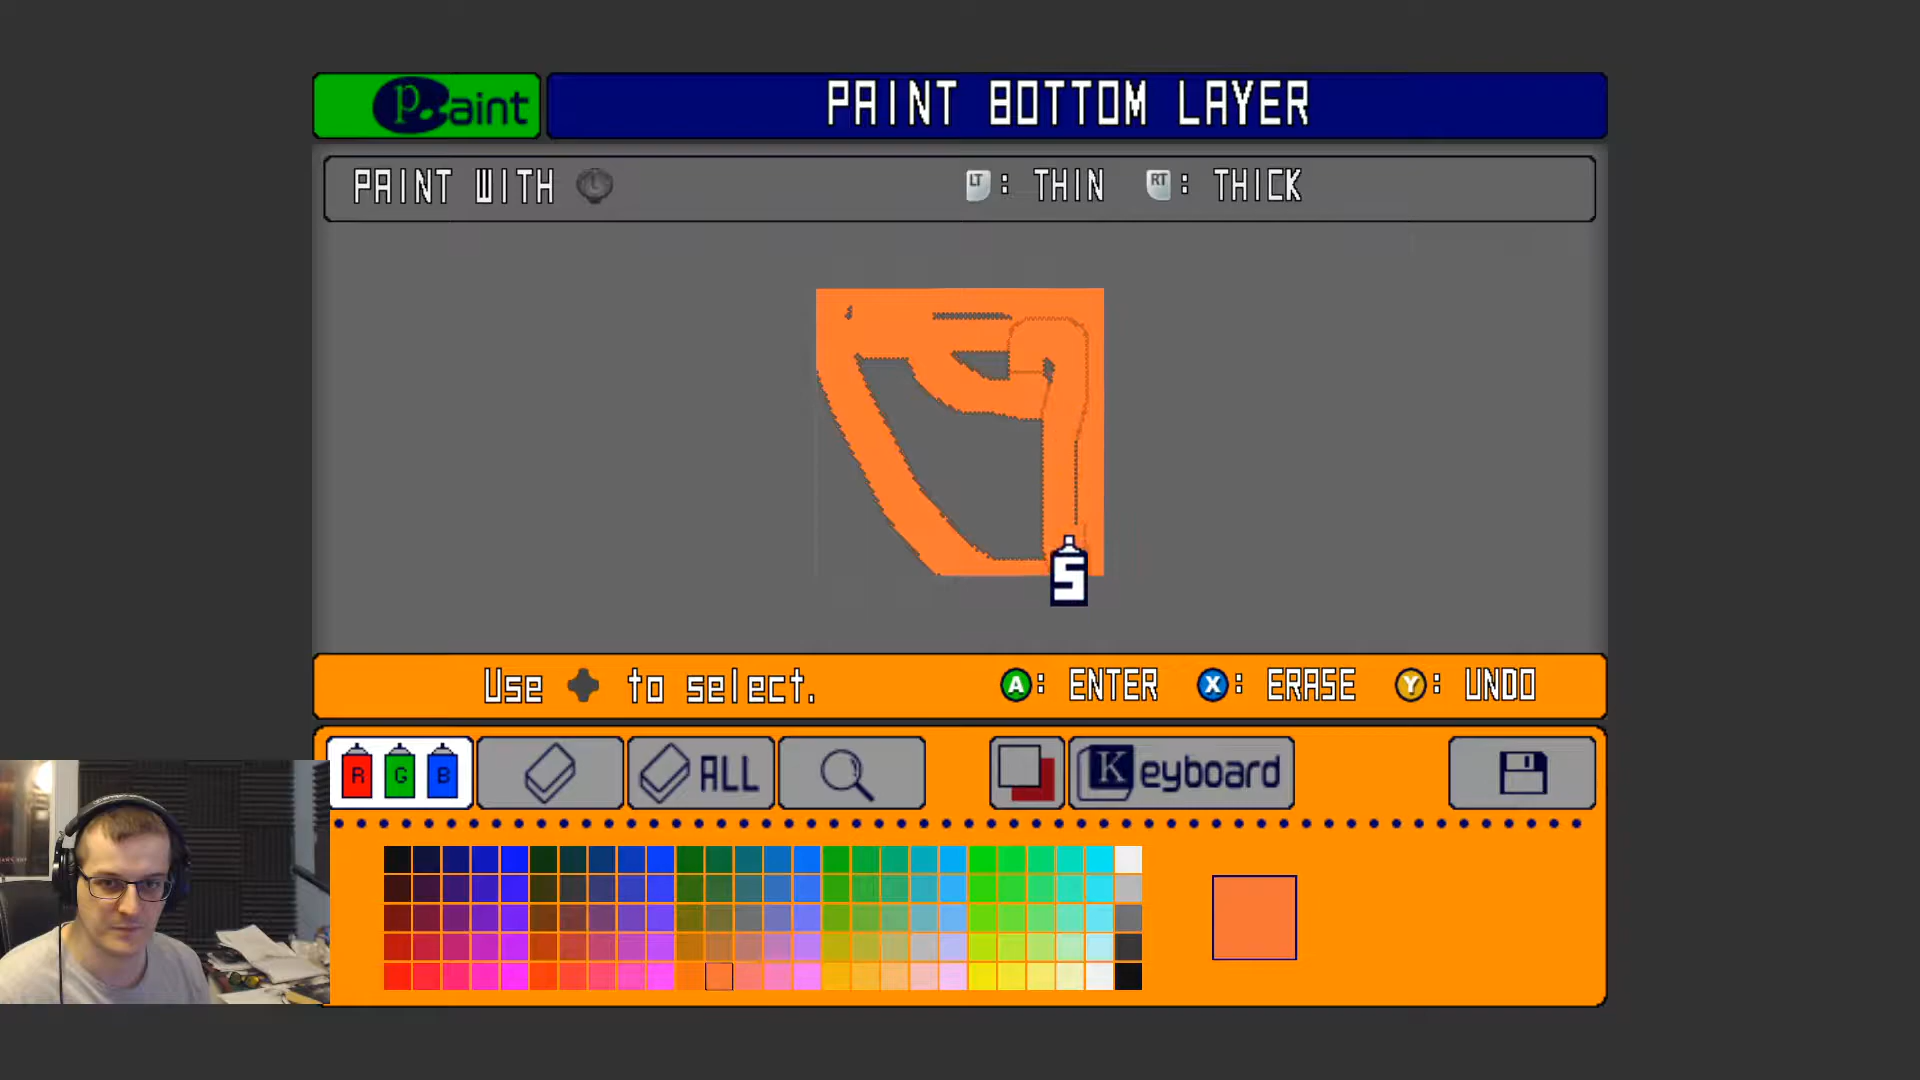 Paint
PAINT BOTTOM LAYER
PAINT WITH L
LT : THIN RT : THICK
S
Use to select.
A : ENTER X : ERASE Y : UNDO
R G B
ALL
Keyboard